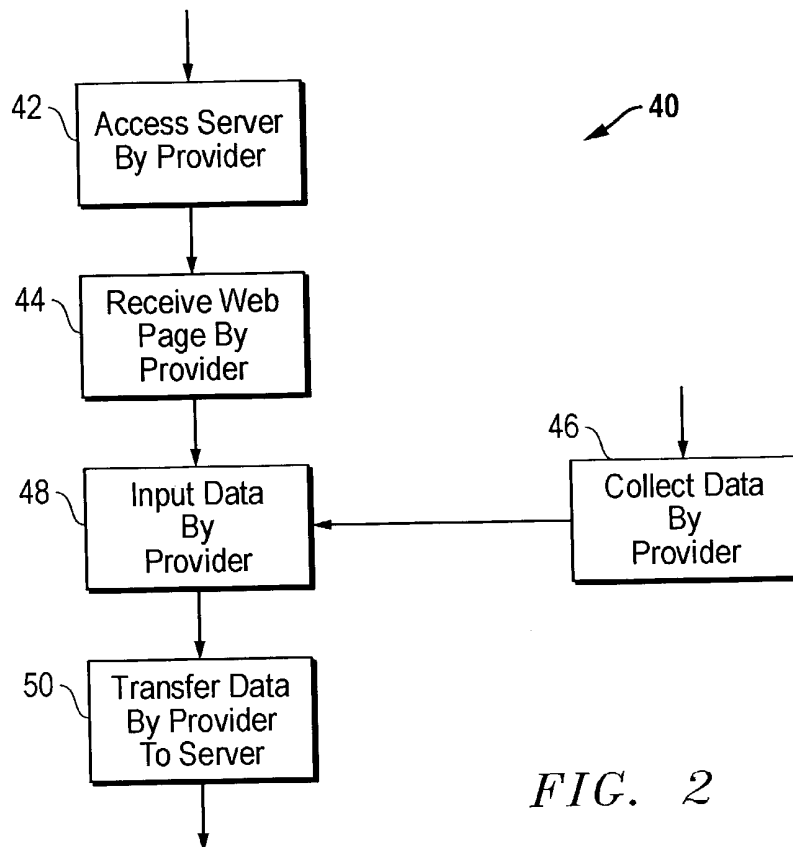 42
Access Server
By Provider
40
44
Receive Web
Page By
Provider
46
Collect Data
By
Provider
48
Input Data
By
Provider
50
Transfer Data
By Provider
To Server
FIG. 2